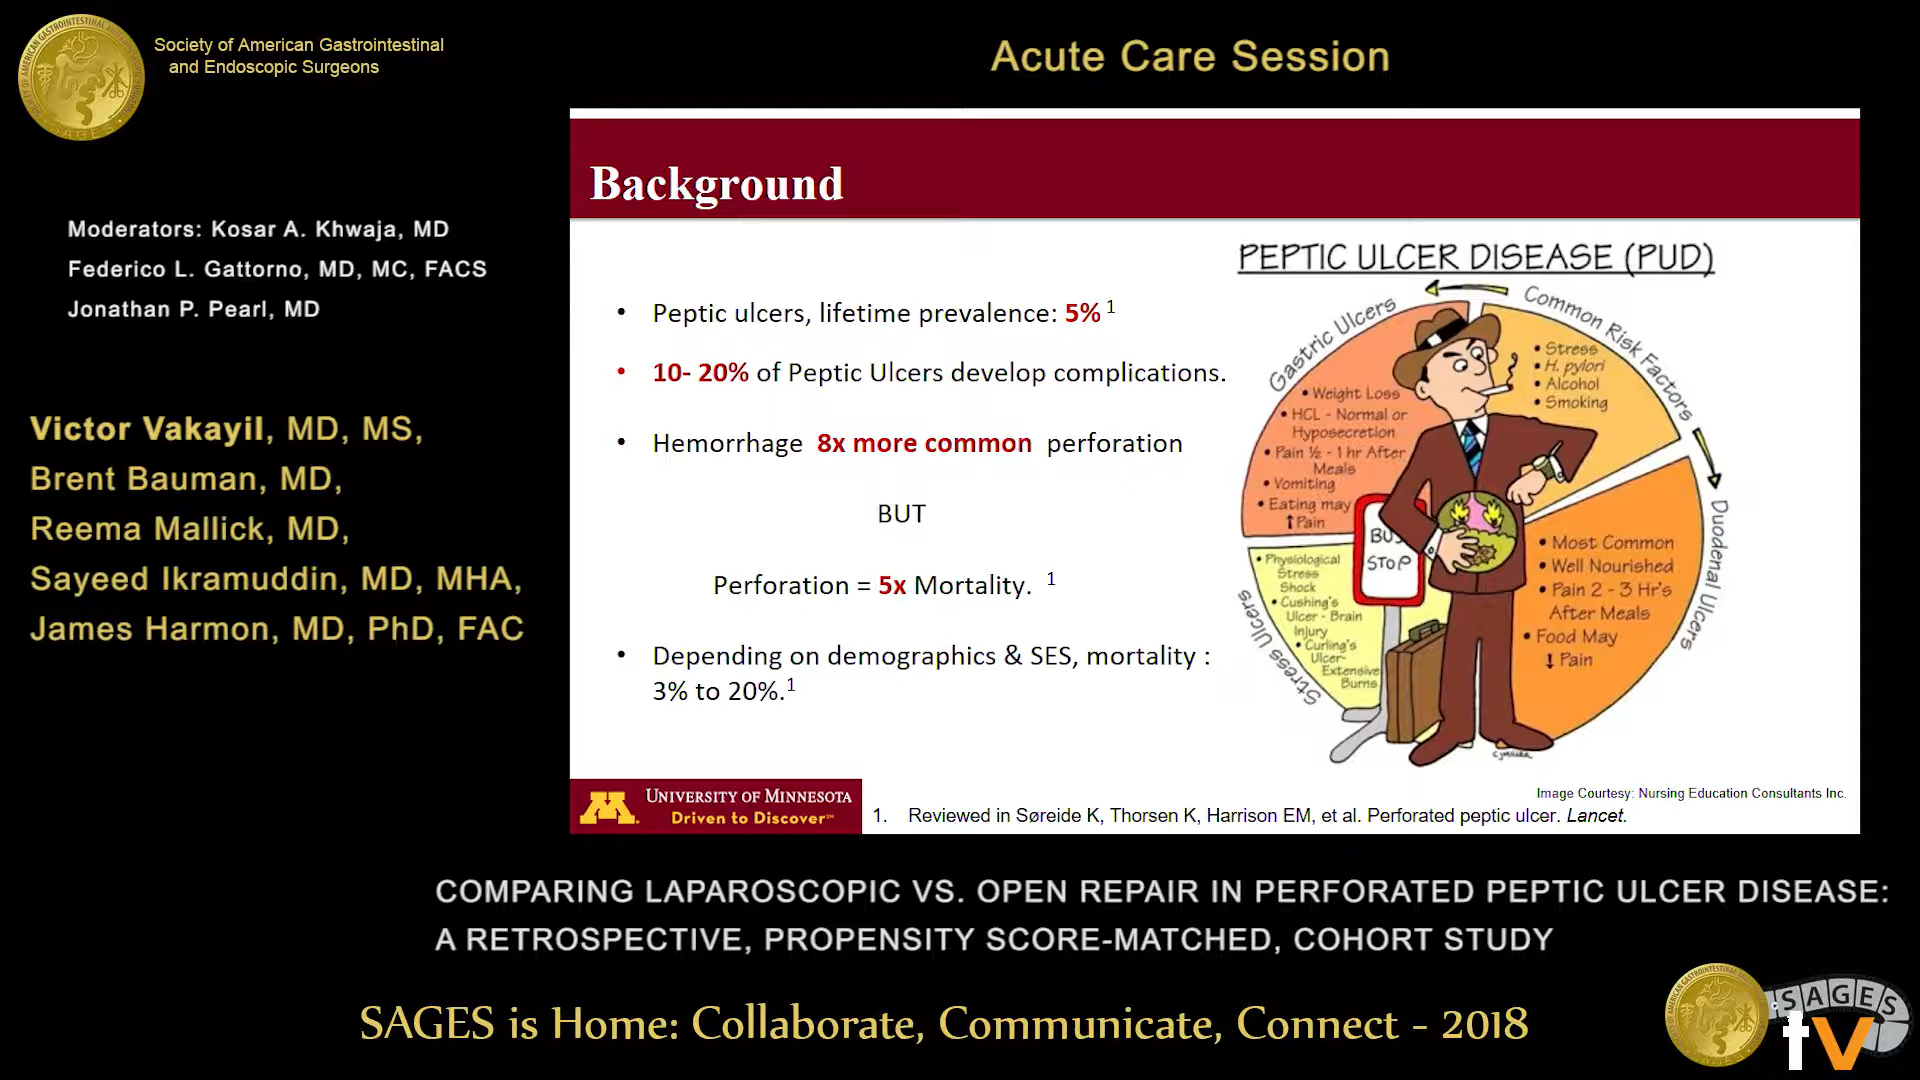 Society of American Gastrointestinal
and Endoscopic Surgeons
Acute Care Session
Moderators: Kosar A. Khwaja, MD
Federico L. Gattorno, MD, MC, FACS
Jonathan P. Pearl, MD
Victor Vakayil, MD, MS,
Brent Bauman, MD,
Reema Mallick, MD,
Sayeed Ikramuddin, MD, MHA,
James Harmon, MD, PhD, FAC
Background
• Peptic ulcers, lifetime prevalence: 5% 1
• 10- 20% of Peptic Ulcers develop complications.
• Hemorrhage 8x more common perforation
BUT
Perforation = 5x Mortality. 1
• Depending on demographics & SES, mortality :
3% to 20%.1
PEPTIC ULCER DISEASE (PUD)
Gastric Ulcers
• Weight Loss
• HCL - Normal or
Hyposecretion
• Pain ½ - 1 hr After
Meals
• Vomiting
• Eating may
↑ Pain
Common Risk Factors
• Stress
• H. pylori
• Alcohol
• Smoking
Duodenal Ulcers
• Most Common
• Well Nourished
• Pain 2 - 3 Hr's
After Meals
• Food May
↓ Pain
Stress Ulcers
• Physiological
Stress
Shock
• Cushing's
Ulcer - Brain
Injury
• Curling's
Ulcer-
Extensive
Burns
BUS
STOP
Image Courtesy: Nursing Education Consultants Inc.
UNIVERSITY OF MINNESOTA
Driven to Discover℠
1. Reviewed in Søreide K, Thorsen K, Harrison EM, et al. Perforated peptic ulcer. Lancet.
COMPARING LAPAROSCOPIC VS. OPEN REPAIR IN PERFORATED PEPTIC ULCER DISEASE:
A RETROSPECTIVE, PROPENSITY SCORE-MATCHED, COHORT STUDY
SAGES is Home: Collaborate, Communicate, Connect - 2018
SAGES
tv